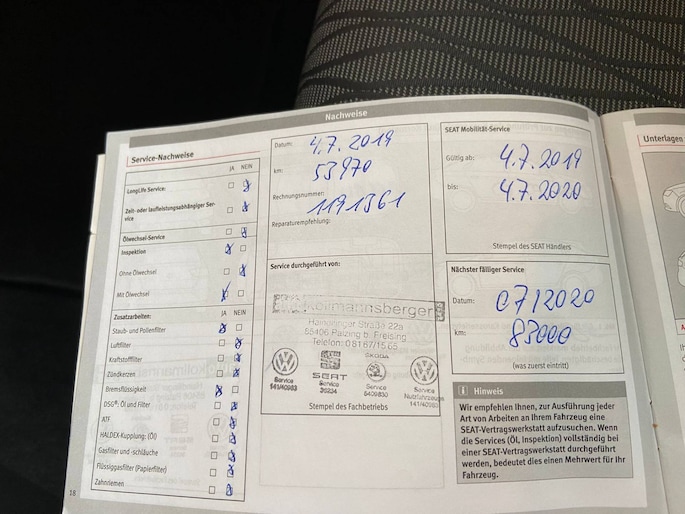 Nachweise
Service-Nachweise
JA NEIN
LongLife Service:
Zeit- oder laufleistungsabhängiger Ser-
vice
Ölwechsel-Service
Inspektion
Ohne Ölwechsel
Mit Ölwechsel
Zusatzarbeiten: JA NEIN
Staub- und Pollenfilter
Luftfilter
Kraftstofffilter
Zündkerzen
Bremsflüssigkeit
DSG®: Öl und Filter
ATF
HALDEX-Kupplung: (Öl)
Gasfilter und -schläuche
Flüssiggasfilter (Papierfilter)
Zahnriemen
18
Datum: 4.7.2019
km: 53970
Rechnungsnummer:
1191361
Reparaturempfehlung:
Service durchgeführt von:
kollmannsberger
Straße 22a
85406 Palzing b. Freising
Telefon: 08167/15 65
Service
SEAT
Service
ŠKODA
Service
Service
Nutzfahrzeuge
Stempel des Fachbetriebs
SEAT Mobilität-Service
Gültig ab: 4.7.2019
bis: 4.7.2020
Stempel des SEAT Händlers
Nächster fälliger Service
Datum: 07/2020
km: 83000
(was zuerst eintritt)
i Hinweis
Wir empfehlen Ihnen, zur Ausführung jeder
Art von Arbeiten an Ihrem Fahrzeug eine
SEAT-Vertragswerkstatt aufzusuchen. Wenn
die Services (Öl, Inspektion) vollständig bei
einer SEAT-Vertragswerkstatt durchgeführt
werden, bedeutet dies einen Mehrwert für Ihr
Fahrzeug.
Unterlagen